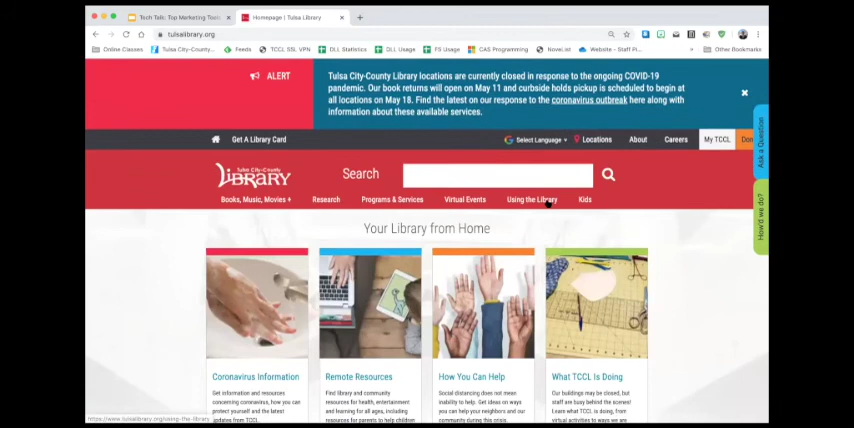 Tech Talk: Top Marketing Tools
Homepage | Tulsa Library
tulsalibrary.org
Online Classes
Tulsa City-County...
Feeds
TCCL SSL VPN
DLL Statistics
DLL Usage
FS Usage
CAS Programming
NoveList
Website - Staff Pi...
»
Other Bookmarks
ALERT
Tulsa City-County Library locations are currently closed in response to the ongoing COVID-19
pandemic. Our book returns will open on May 11 and curbside holds pickup is scheduled to begin at
all locations on May 18. Find the latest on our response to the coronavirus outbreak here along with
information about these available services.
Get A Library Card
Select Language
Locations
About
Careers
My TCCL
Don
Ask a Question
How'd we do?
Tulsa City-County
LIBRARY
Search
Books, Music, Movies +
Research
Programs & Services
Virtual Events
Using the Library
Kids
Your Library from Home
Coronavirus Information
Get information and resources
concerning coronavirus, how you can
protect yourself and the latest
updates from TCCL.
Remote Resources
Find library and community
resources for health, entertainment
and learning for all ages, including
resources for parents to help children
How You Can Help
Social distancing does not mean
inability to help. Get ideas on ways
you can help your neighbors and our
community during this crisis.
What TCCL Is Doing
Our buildings may be closed, but
staff are busy behind the scenes!
Learn what TCCL is doing, from
virtual activities to ways we are
https://www.tulsalibrary.org/using-the-library